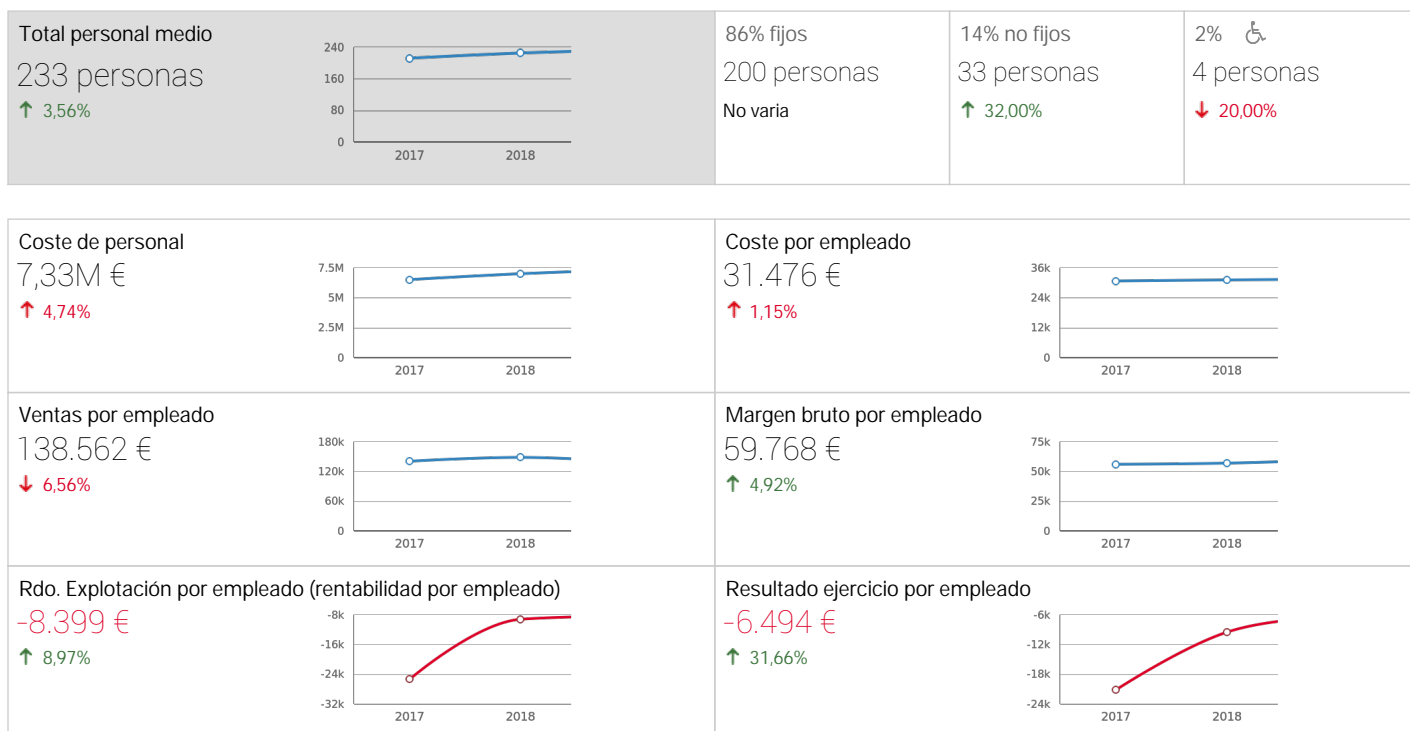 Total personal medio
233 personas
↑ 3,56%
240
160
80
0
2017 2018
86% fijos
200 personas
No varia
14% no fijos
33 personas
↑ 32,00%
2%
4 personas
↓ 20,00%
Coste de personal
7,33M €
↑ 4,74%
7.5M
5M
2.5M
0
2017 2018
Coste por empleado
31.476 €
↑ 1,15%
36k
24k
12k
0
2017 2018
Ventas por empleado
138.562 €
↓ 6,56%
180k
120k
60k
0
2017 2018
Margen bruto por empleado
59.768 €
↑ 4,92%
75k
50k
25k
0
2017 2018
Rdo. Explotación por empleado (rentabilidad por empleado)
-8.399 €
↑ 8,97%
-8k
-16k
-24k
-32k
2017 2018
Resultado ejercicio por empleado
-6.494 €
↑ 31,66%
-6k
-12k
-18k
-24k
2017 2018